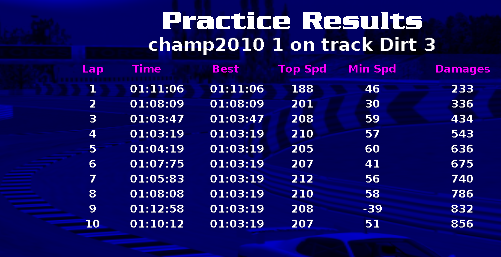 Practice Results
champ2010 1 on track Dirt 3
Lap Time Best Top Spd Min Spd Damages
1 01:11:06 01:11:06 188 46 233
2 01:08:09 01:08:09 201 30 336
3 01:03:47 01:03:47 208 59 434
4 01:03:19 01:03:19 210 57 543
5 01:04:19 01:03:19 205 60 636
6 01:07:75 01:03:19 207 41 675
7 01:05:83 01:03:19 212 56 740
8 01:08:08 01:03:19 210 58 786
9 01:12:58 01:03:19 208 -39 832
10 01:10:12 01:03:19 207 51 856